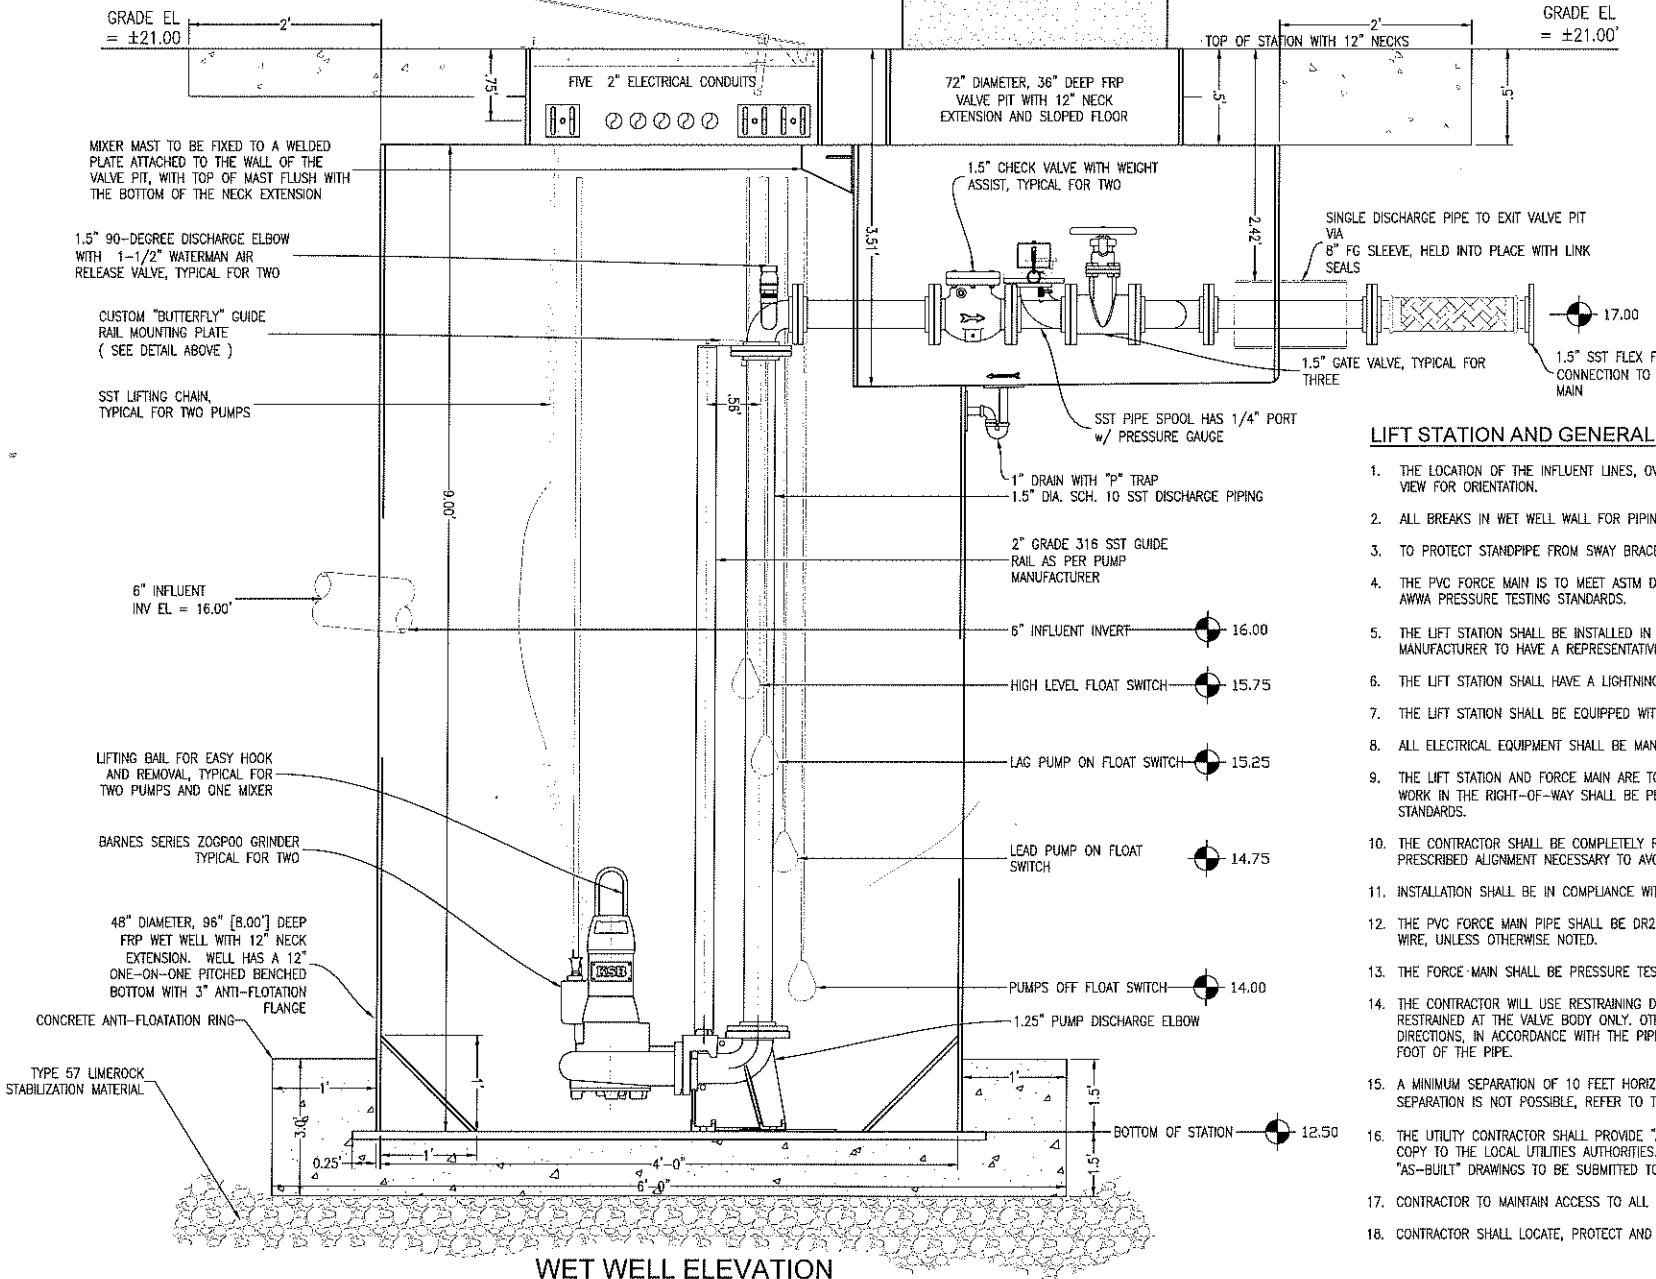 GRADE EL
= ±21.00
2'
.75'
FIVE 2" ELECTRICAL CONDUITS
72" DIAMETER, 36" DEEP FRP
VALVE PIT WITH 12" NECK
EXTENSION AND SLOPED FLOOR
TOP OF STATION WITH 12" NECKS
2'
GRADE EL
= ±21.00'
.5'
.5'
MIXER MAST TO BE FIXED TO A WELDED
PLATE ATTACHED TO THE WALL OF THE
VALVE PIT, WITH TOP OF MAST FLUSH WITH
THE BOTTOM OF THE NECK EXTENSION
1.5" 90-DEGREE DISCHARGE ELBOW
WITH 1-1/2" WATERMAN AIR
RELEASE VALVE, TYPICAL FOR TWO
CUSTOM "BUTTERFLY" GUIDE
RAIL MOUNTING PLATE
( SEE DETAIL ABOVE )
SST LIFTING CHAIN,
TYPICAL FOR TWO PUMPS
6" INFLUENT
INV EL = 16.00'
LIFTING BAIL FOR EASY HOOK
AND REMOVAL, TYPICAL FOR
TWO PUMPS AND ONE MIXER
BARNES SERIES ZOGPOO GRINDER
TYPICAL FOR TWO
48" DIAMETER, 96" [8.00'] DEEP
FRP WET WELL WITH 12" NECK
EXTENSION. WELL HAS A 12"
ONE-ON-ONE PITCHED BENCHED
BOTTOM WITH 3" ANTI-FLOTATION
FLANGE
CONCRETE ANTI-FLOATATION RING
TYPE 57 LIMEROCK
STABILIZATION MATERIAL
9.00'
3.51'
2.42'
.56'
KSB
1.5" CHECK VALVE WITH WEIGHT
ASSIST, TYPICAL FOR TWO
SINGLE DISCHARGE PIPE TO EXIT VALVE PIT
VIA
8" FG SLEEVE, HELD INTO PLACE WITH LINK
SEALS
17.00
1.5" GATE VALVE, TYPICAL FOR
THREE
1.5" SST FLEX F
CONNECTION TO
MAIN
SST PIPE SPOOL HAS 1/4" PORT
w/ PRESSURE GAUGE
1" DRAIN WITH "P" TRAP
1.5" DIA. SCH. 10 SST DISCHARGE PIPING
2" GRADE 316 SST GUIDE
RAIL AS PER PUMP
MANUFACTURER
6" INFLUENT INVERT
16.00
HIGH LEVEL FLOAT SWITCH
15.75
LAG PUMP ON FLOAT SWITCH
15.25
LEAD PUMP ON FLOAT
SWITCH
14.75
PUMPS OFF FLOAT SWITCH
14.00
1.25" PUMP DISCHARGE ELBOW
BOTTOM OF STATION
12.50
1'
3.0'
0.25'
1'
1'
4'-0"
6'-0"
1'
1.5'
1.5'
WET WELL ELEVATION
LIFT STATION AND GENERAL
1. THE LOCATION OF THE INFLUENT LINES, OV
VIEW FOR ORIENTATION.
2. ALL BREAKS IN WET WELL WALL FOR PIPIN
3. TO PROTECT STANDPIPE FROM SWAY BRACE
4. THE PVC FORCE MAIN IS TO MEET ASTM D
AWWA PRESSURE TESTING STANDARDS.
5. THE LIFT STATION SHALL BE INSTALLED IN
MANUFACTURER TO HAVE A REPRESENTATIV
6. THE LIFT STATION SHALL HAVE A LIGHTNING
7. THE LIFT STATION SHALL BE EQUIPPED WIT
8. ALL ELECTRICAL EQUIPMENT SHALL BE MAN
9. THE LIFT STATION AND FORCE MAIN ARE TO
WORK IN THE RIGHT-OF-WAY SHALL BE PE
STANDARDS.
10. THE CONTRACTOR SHALL BE COMPLETELY R
PRESCRIBED ALIGNMENT NECESSARY TO AVO
11. INSTALLATION SHALL BE IN COMPLIANCE WI
12. THE PVC FORCE MAIN PIPE SHALL BE DR2
WIRE, UNLESS OTHERWISE NOTED.
13. THE FORCE MAIN SHALL BE PRESSURE TES
14. THE CONTRACTOR WILL USE RESTRAINING D
RESTRAINED AT THE VALVE BODY ONLY. OT
DIRECTIONS, IN ACCORDANCE WITH THE PIP
FOOT OF THE PIPE.
15. A MINIMUM SEPARATION OF 10 FEET HORIZ
SEPARATION IS NOT POSSIBLE, REFER TO T
16. THE UTILITY CONTRACTOR SHALL PROVIDE "
COPY TO THE LOCAL UTILITIES AUTHORITIES.
"AS-BUILT" DRAWINGS TO BE SUBMITTED TO
17. CONTRACTOR TO MAINTAIN ACCESS TO ALL
18. CONTRACTOR SHALL LOCATE, PROTECT AND